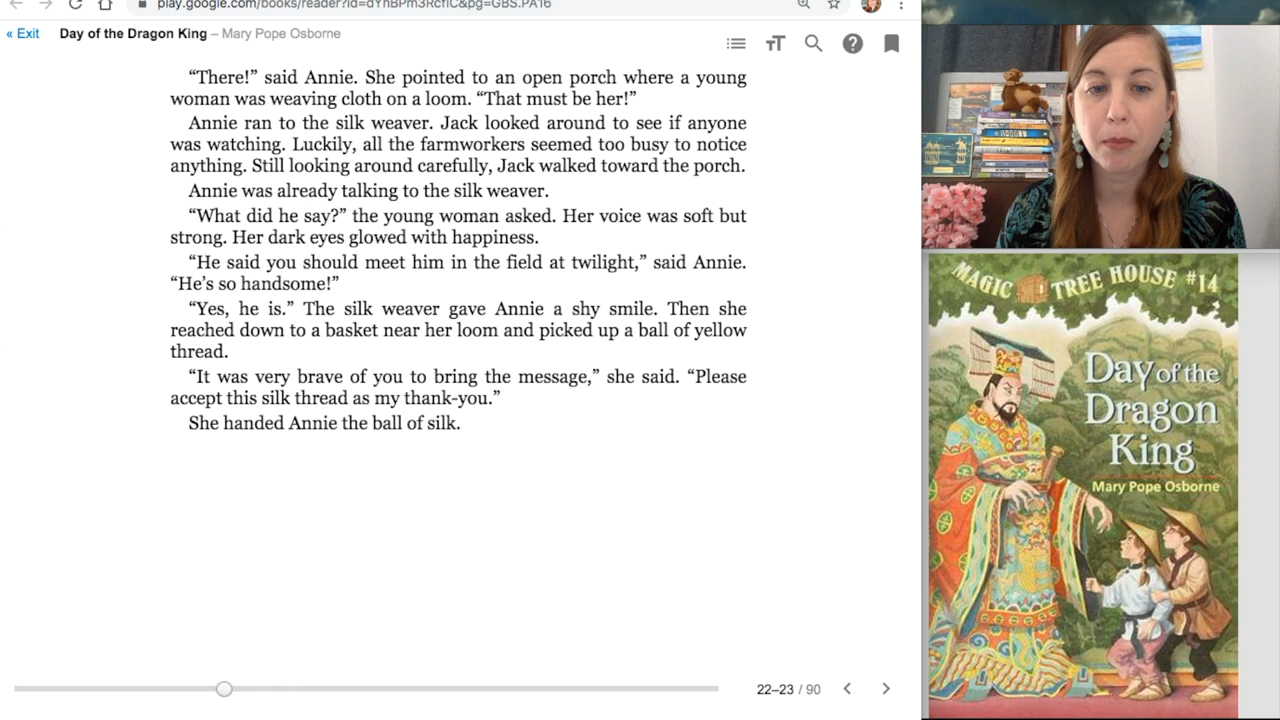 play.google.com/books/reader?id=dYnBPm3RcfIC&pg=GBS.PA16
« Exit Day of the Dragon King – Mary Pope Osborne
“There!” said Annie. She pointed to an open porch where a young
woman was weaving cloth on a loom. “That must be her!”
Annie ran to the silk weaver. Jack looked around to see if anyone
was watching. Luckily, all the farmworkers seemed too busy to notice
anything. Still looking around carefully, Jack walked toward the porch.
Annie was already talking to the silk weaver.
“What did he say?” the young woman asked. Her voice was soft but
strong. Her dark eyes glowed with happiness.
“He said you should meet him in the field at twilight,” said Annie.
“He’s so handsome!”
“Yes, he is.” The silk weaver gave Annie a shy smile. Then she
reached down to a basket near her loom and picked up a ball of yellow
thread.
“It was very brave of you to bring the message,” she said. “Please
accept this silk thread as my thank-you.”
She handed Annie the ball of silk.
22–23 / 90
MAGIC TREE HOUSE #14
Day of the
Dragon
King
Mary Pope Osborne